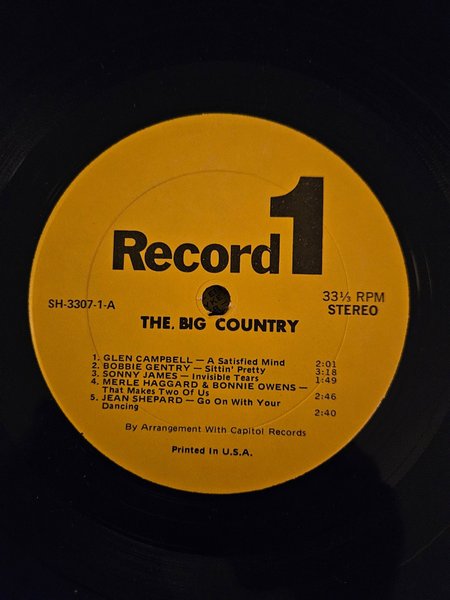 Record 1
SH-3307-1-A
33⅓ RPM
STEREO
THE. BIG COUNTRY
1. GLEN CAMPBELL — A Satisfied Mind 2:01
2. BOBBIE GENTRY — Sittin' Pretty 3:18
3. SONNY JAMES — Invisible Tears 1:49
4. MERLE HAGGARD & BONNIE OWENS —
That Makes Two Of Us 2:46
5. JEAN SHEPARD — Go On With Your
Dancing 2:40
By Arrangement With Capitol Records
Printed In U.S.A.